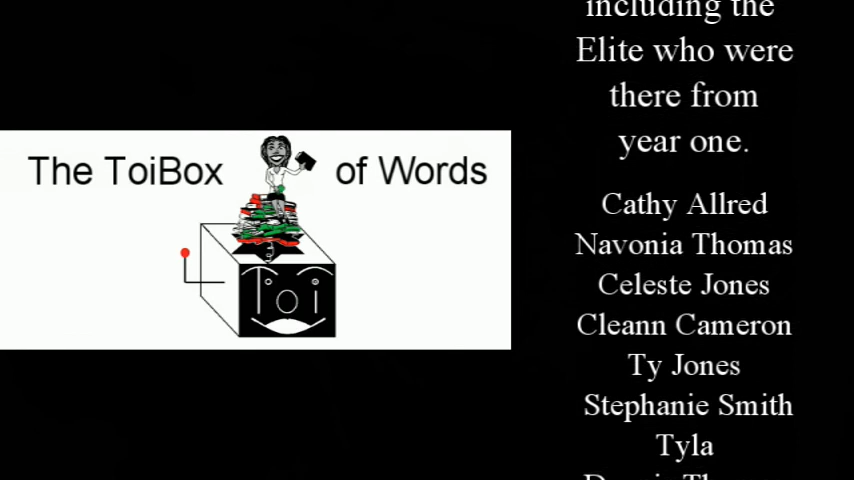 The ToiBox of Words
Toi
including the
Elite who were
there from
year one.
Cathy Allred
Navonia Thomas
Celeste Jones
Cleann Cameron
Ty Jones
Stephanie Smith
Tyla